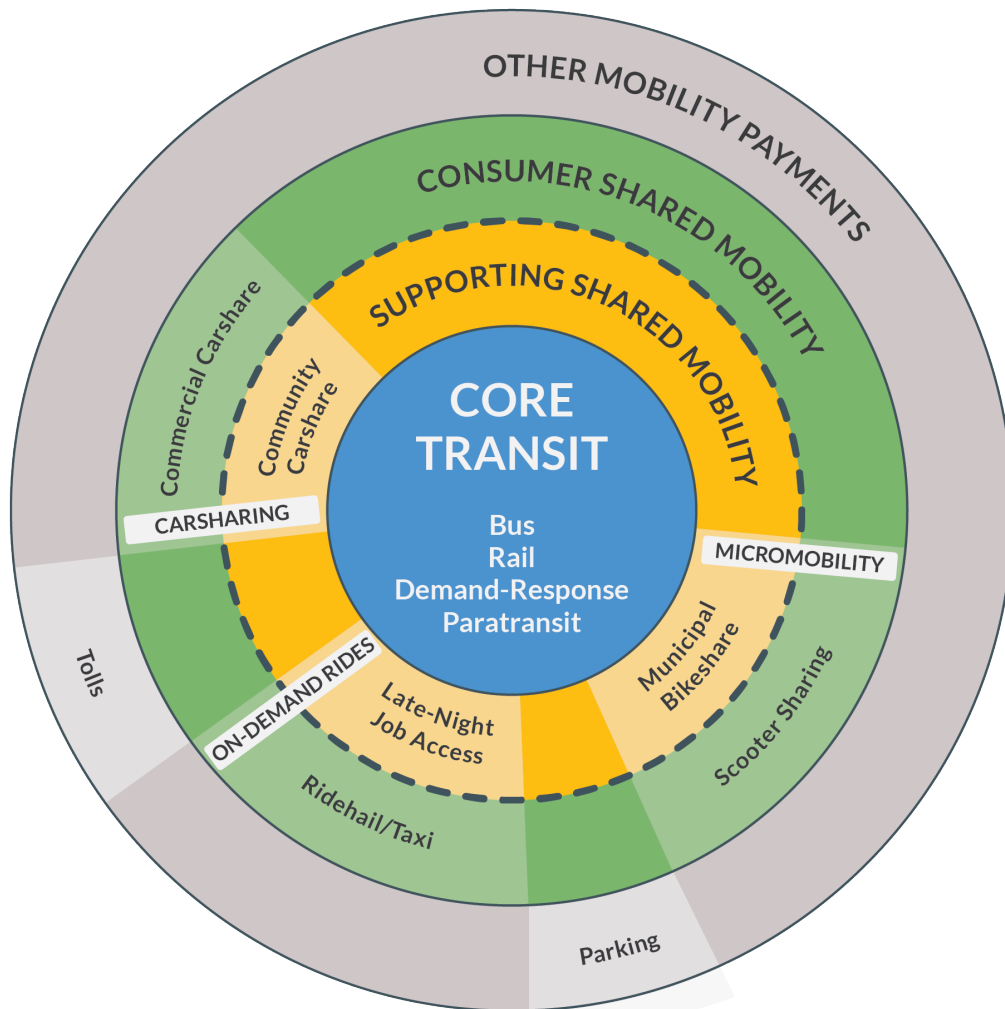 OTHER MOBILITY PAYMENTS
CONSUMER SHARED MOBILITY
SUPPORTING SHARED MOBILITY
CORE
TRANSIT
Bus
Rail
Demand-Response
Paratransit
Commercial Carshare
Community
Carshare
CARSHARING
MICROMOBILITY
Municipal
Bikeshare
Scooter Sharing
Tolls
ON-DEMAND RIDES
Late-Night
Job Access
Ridehail/Taxi
Parking